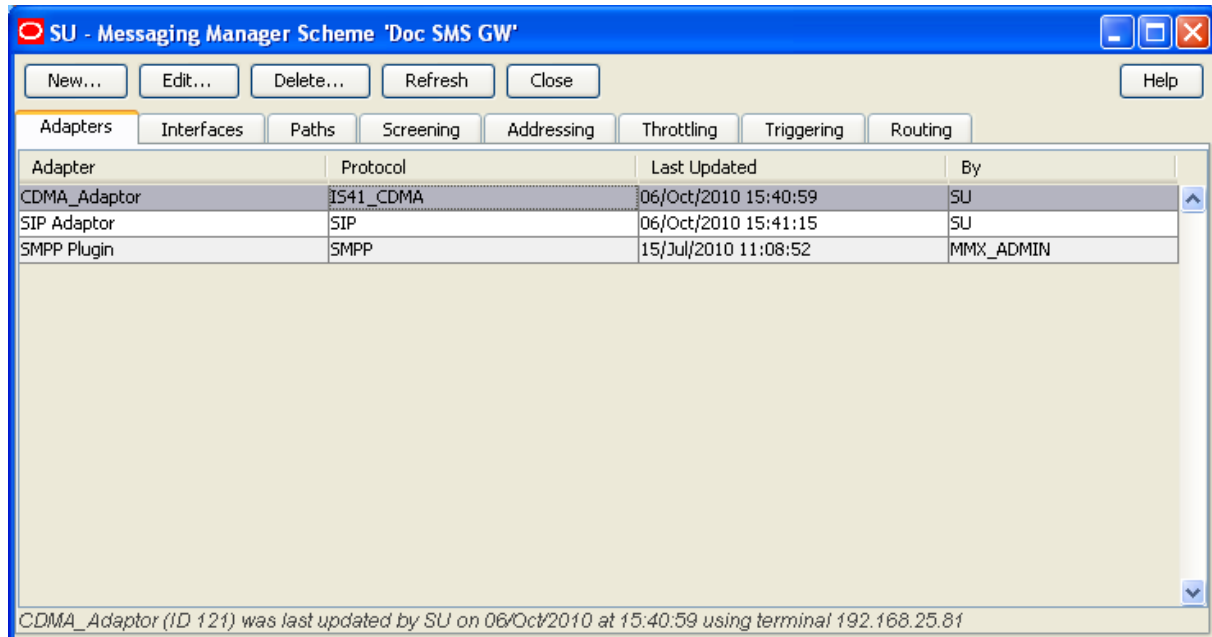 SU - Messaging Manager Scheme 'Doc SMS GW'
New... Edit... Delete... Refresh Close Help
Adapters Interfaces Paths Screening Addressing Throttling Triggering Routing
Adapter Protocol Last Updated By
CDMA_Adaptor IS41_CDMA 06/Oct/2010 15:40:59 SU
SIP Adaptor SIP 06/Oct/2010 15:41:15 SU
SMPP Plugin SMPP 15/Jul/2010 11:08:52 MMX_ADMIN
CDMA_Adaptor (ID 121) was last updated by SU on 06/Oct/2010 at 15:40:59 using terminal 192.168.25.81